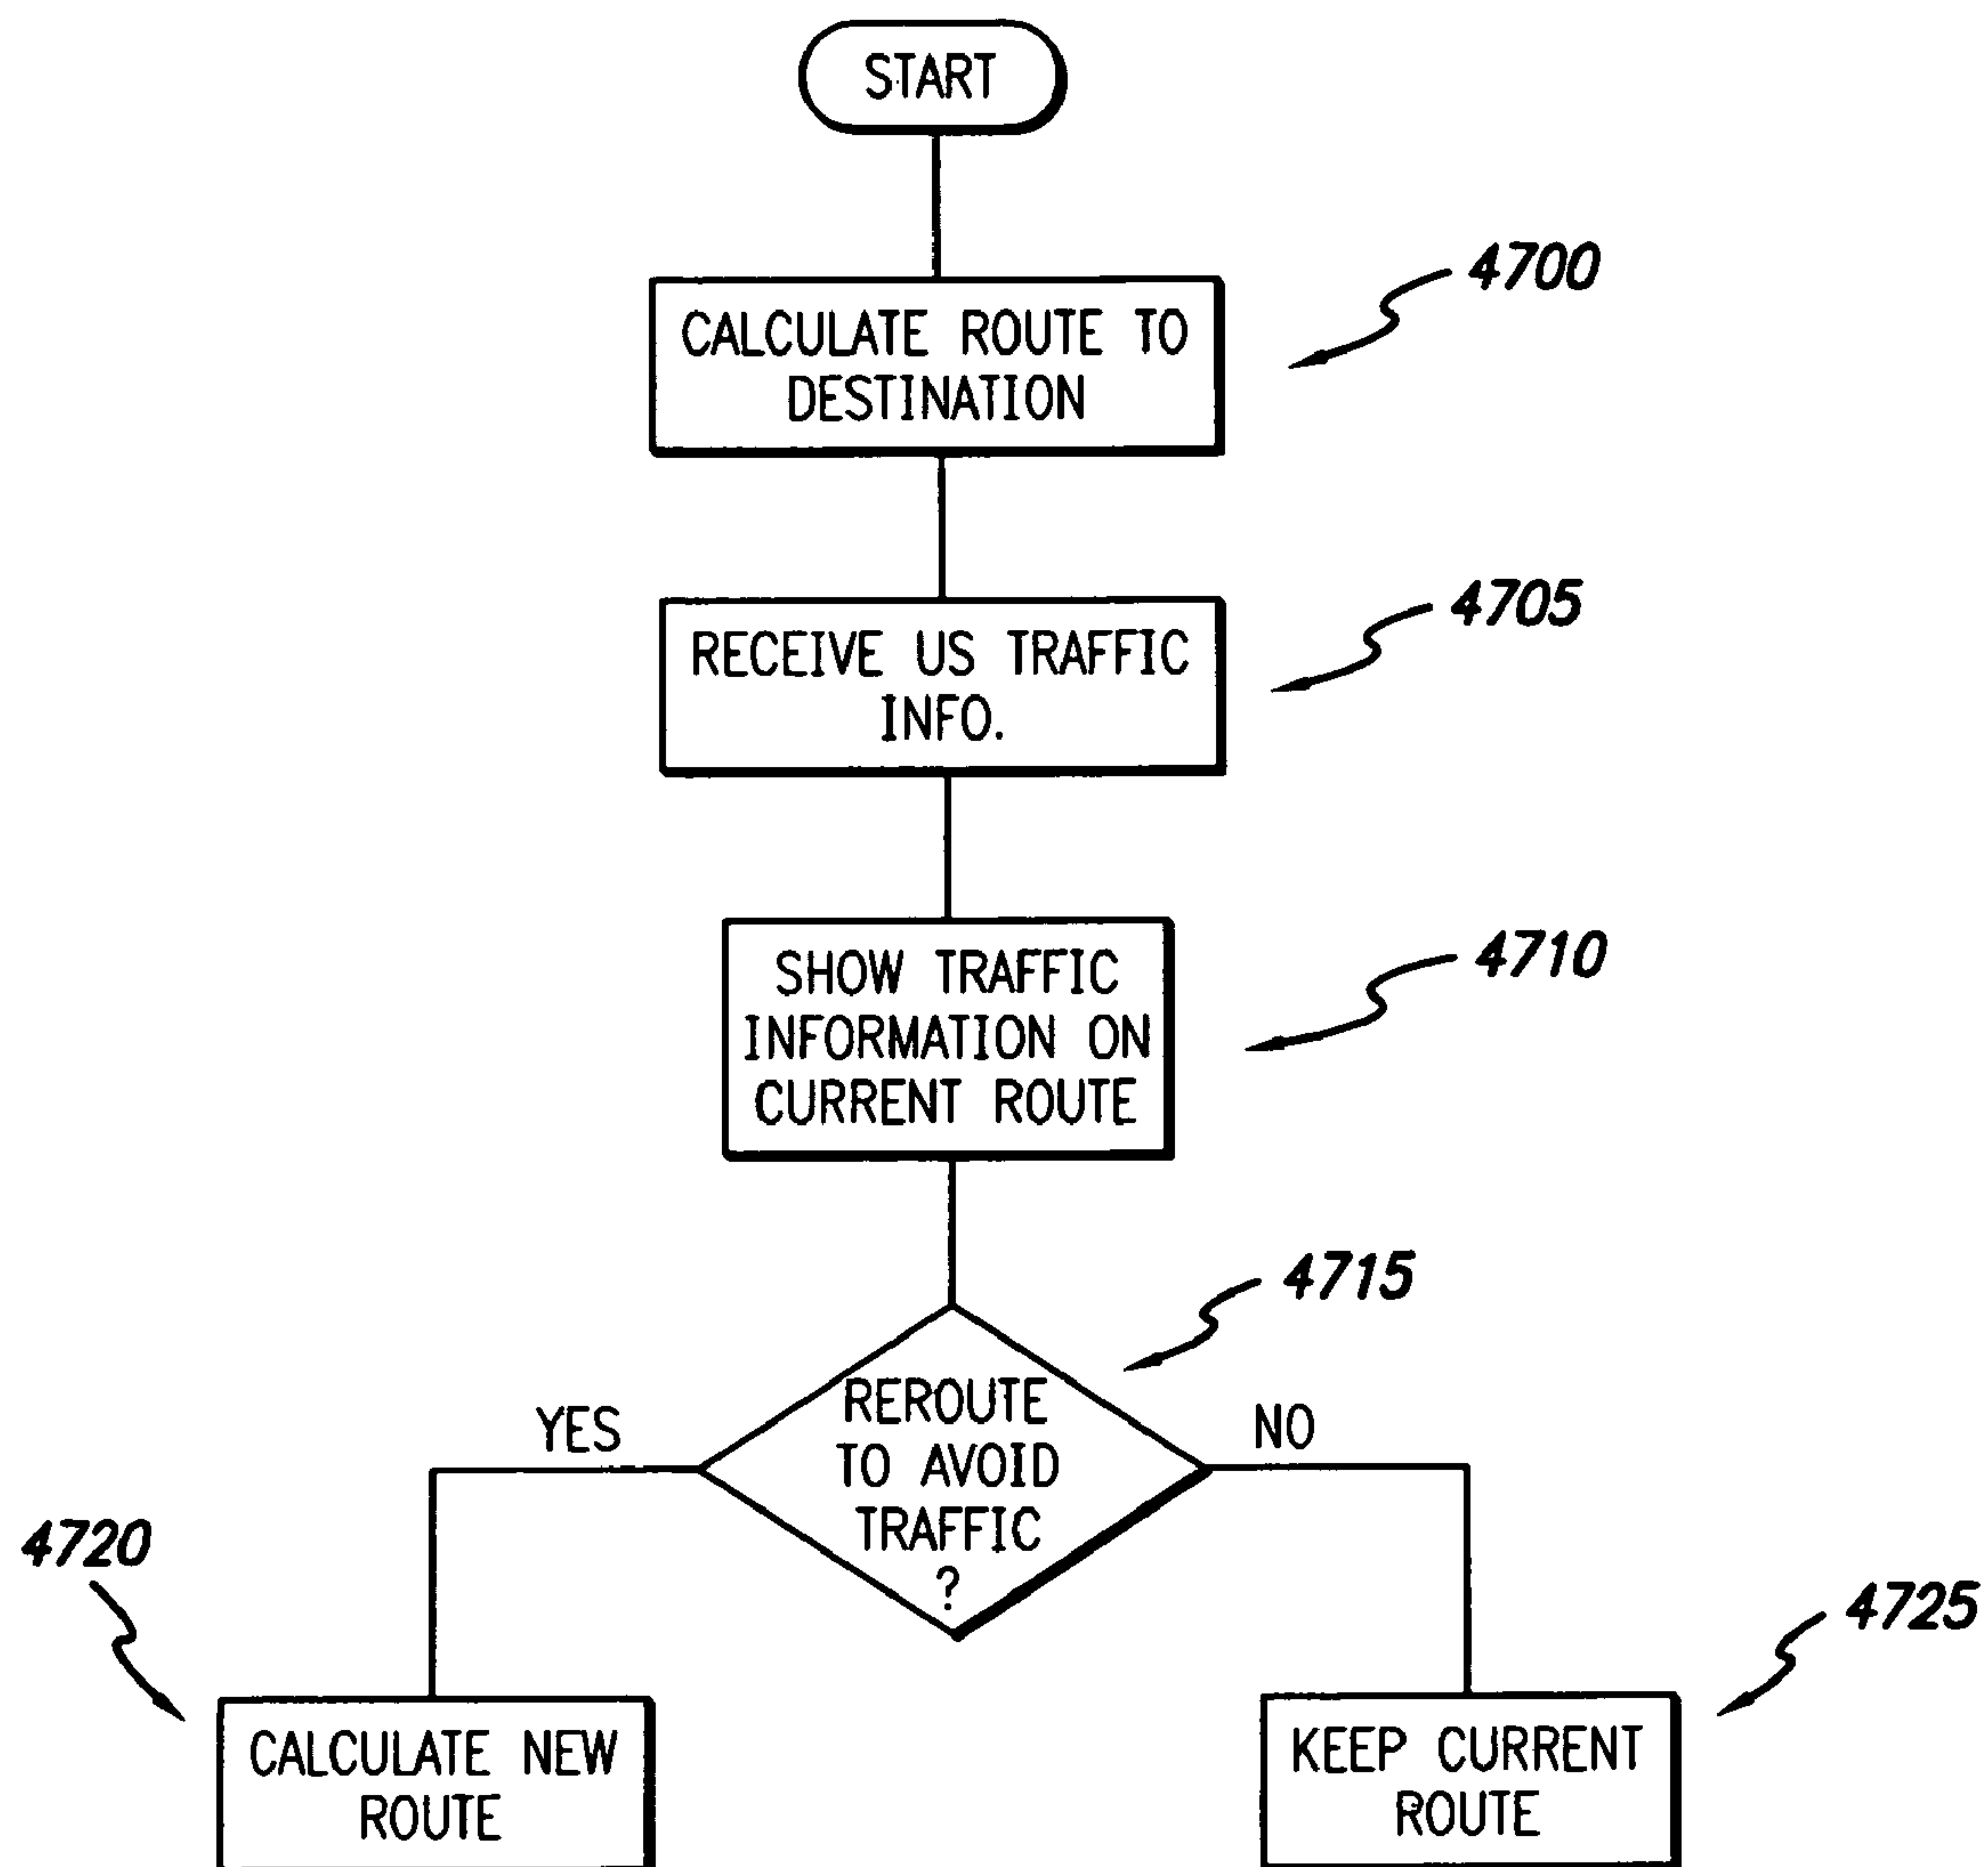 START
4700
CALCULATE ROUTE TO
DESTINATION
4705
RECEIVE US TRAFFIC
INFO.
4710
SHOW TRAFFIC
INFORMATION ON
CURRENT ROUTE
4715
REROUTE
TO AVOID
TRAFFIC
?
YES
NO
4720
4725
CALCULATE NEW
ROUTE
KEEP CURRENT
ROUTE